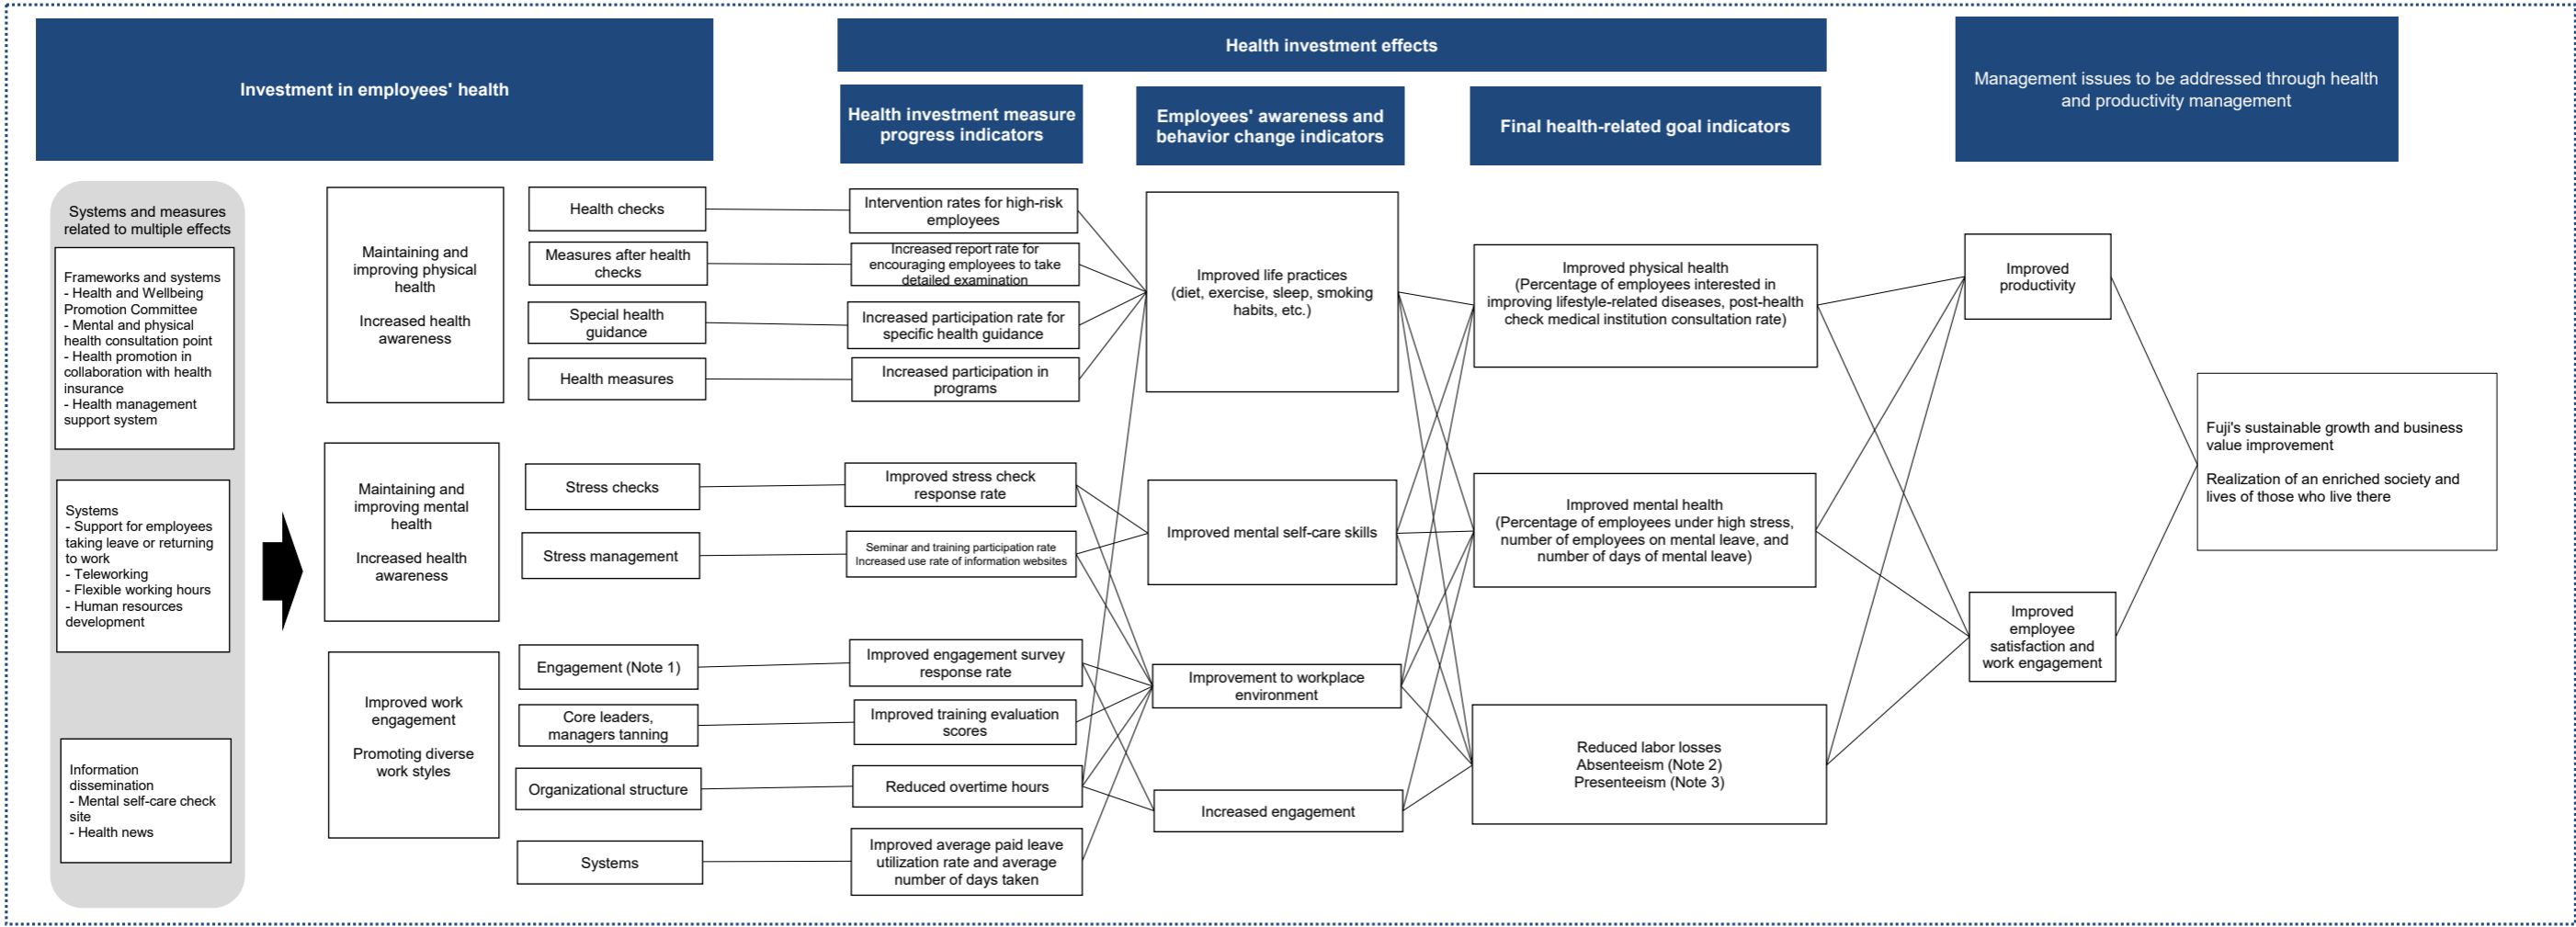 Investment in employees' health
Health investment effects
Management issues to be addressed through health
and productivity management
Health investment measure
progress indicators
Employees' awareness and
behavior change indicators
Final health-related goal indicators
Systems and measures
related to multiple effects
Frameworks and systems
- Health and Wellbeing
Promotion Committee
- Mental and physical
health consultation point
- Health promotion in
collaboration with health
insurance
- Health management
support system
Systems
- Support for employees
taking leave or returning
to work
- Teleworking
- Flexible working hours
- Human resources
development
Information
dissemination
- Mental self-care check
site
- Health news
Maintaining and
improving physical
health
Increased health
awareness
Maintaining and
improving mental
health
Increased health
awareness
Improved work
engagement
Promoting diverse
work styles
Health checks
Measures after health
checks
Special health
guidance
Health measures
Stress checks
Stress management
Engagement (Note 1)
Core leaders,
managers tanning
Organizational structure
Systems
Intervention rates for high-risk
employees
Increased report rate for
encouraging employees to take
detailed examination
Increased participation rate for
specific health guidance
Increased participation in
programs
Improved stress check
response rate
Seminar and training participation rate
Increased use rate of information websites
Improved engagement survey
response rate
Improved training evaluation
scores
Reduced overtime hours
Improved average paid leave
utilization rate and average
number of days taken
Improved life practices
(diet, exercise, sleep, smoking
habits, etc.)
Improved mental self-care skills
Improvement to workplace
environment
Increased engagement
Improved physical health
(Percentage of employees interested in
improving lifestyle-related diseases, post-health
check medical institution consultation rate)
Improved mental health
(Percentage of employees under high stress,
number of employees on mental leave, and
number of days of mental leave)
Reduced labor losses
Absenteeism (Note 2)
Presenteeism (Note 3)
Improved
productivity
Improved
employee
satisfaction and
work engagement
Fuji's sustainable growth and business
value improvement
Realization of an enriched society and
lives of those who live there